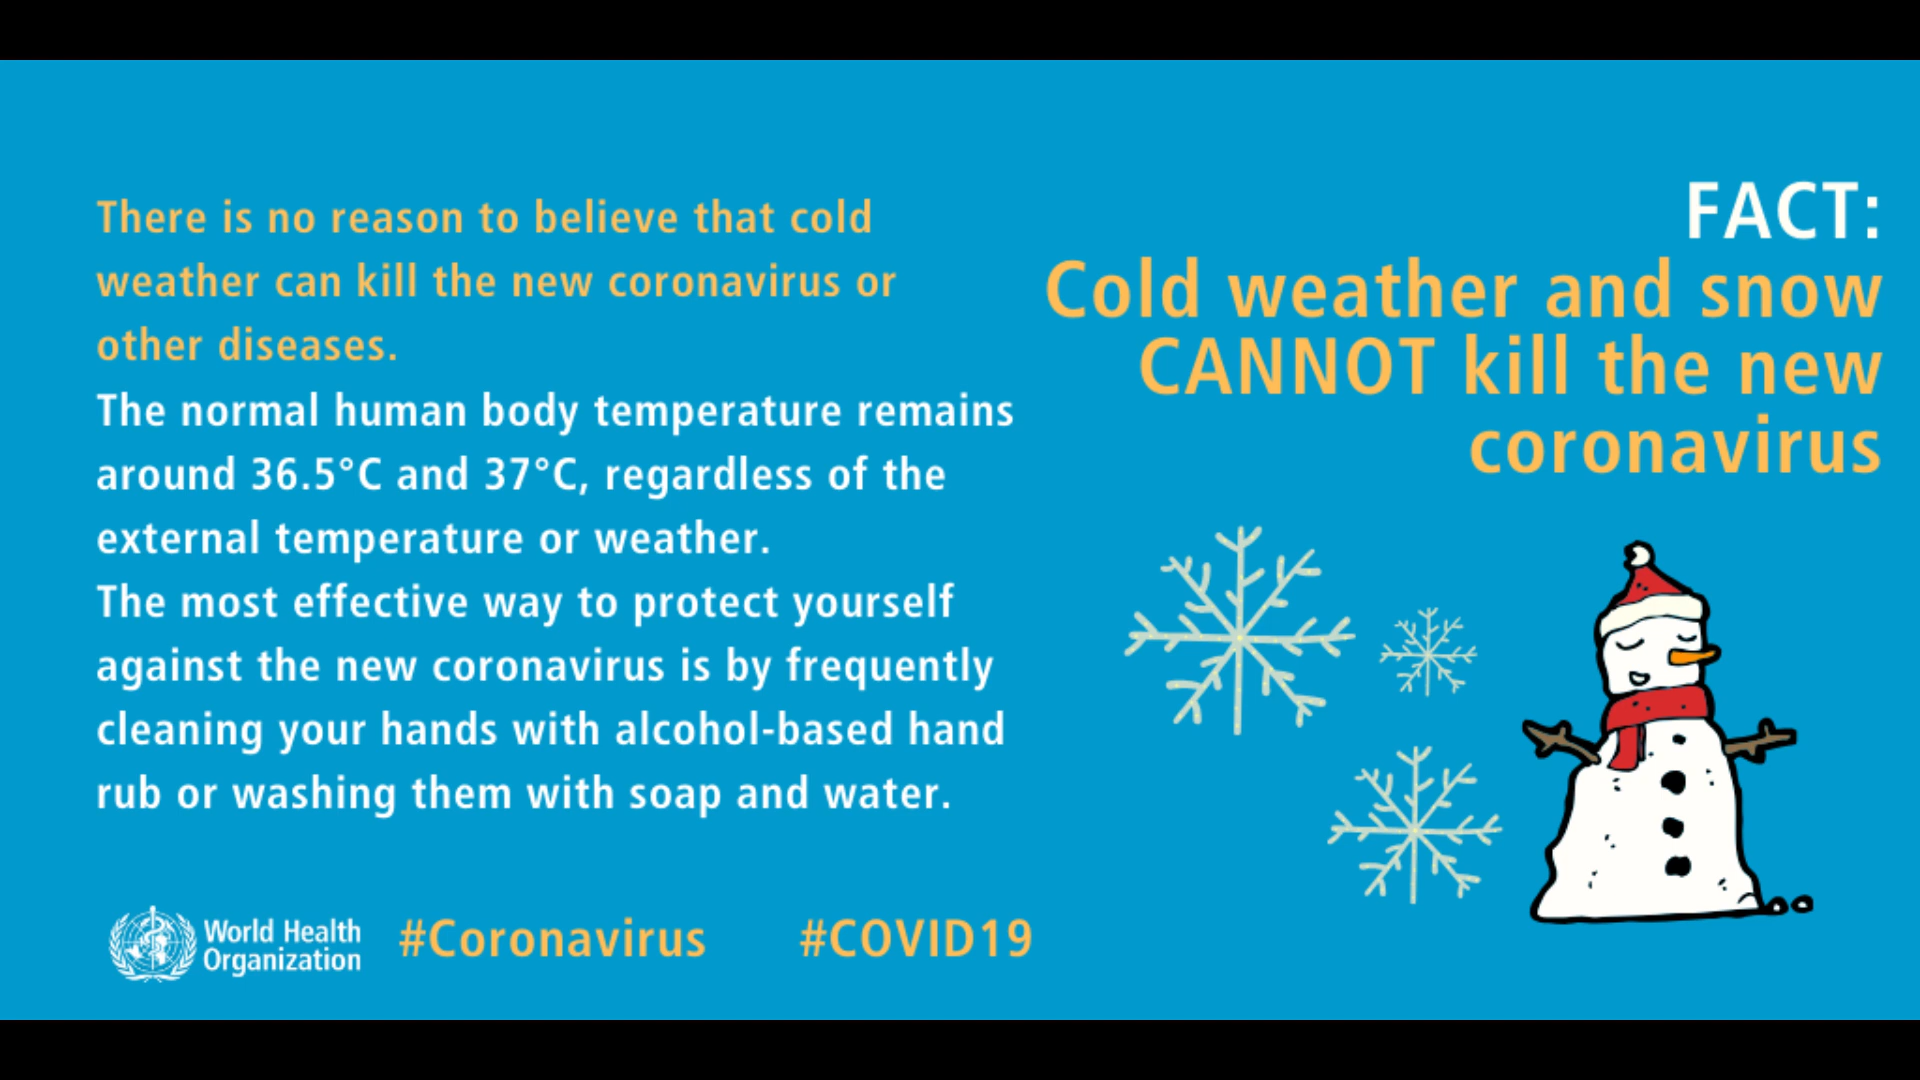 There is no reason to believe that cold
weather can kill the new coronavirus or
other diseases.
The normal human body temperature remains
around 36.5°C and 37°C, regardless of the
external temperature or weather.
The most effective way to protect yourself
against the new coronavirus is by frequently
cleaning your hands with alcohol-based hand
rub or washing them with soap and water.
FACT:
Cold weather and snow
CANNOT kill the new
coronavirus
World Health
Organization
#Coronavirus #COVID19